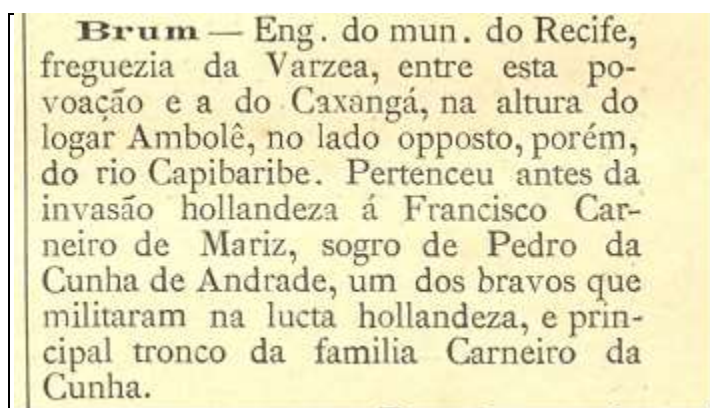 Brum — Eng. do mun. do Recife,
freguezia da Varzea, entre esta po-
voação e a do Caxangá, na altura do
logar Ambolê, no lado opposto, porém,
do rio Capibaribe. Pertenceu antes da
invasão hollandeza á Francisco Car-
neiro de Mariz, sogro de Pedro da
Cunha de Andrade, um dos bravos que
militaram na lucta hollandeza, e prin-
cipal tronco da familia Carneiro da
Cunha.